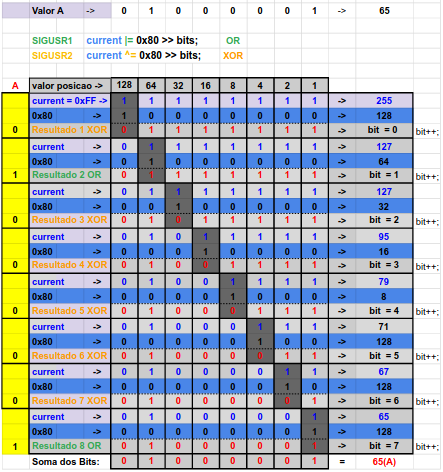 Valor A -> 0 1 0 0 0 0 0 1 -> 65
SIGUSR1 current |= 0x80 >> bits; OR
SIGUSR2 current ^= 0x80 >> bits; XOR
A valor posicao -> 128 64 32 16 8 4 2 1
current = 0xFF -> 1 1 1 1 1 1 1 1 -> 255
0x80 -> 1 0 0 0 0 0 0 0 -> 128
0 Resultado 1 XOR 0 1 1 1 1 1 1 1 -> bit = 0 bit++;
current -> 0 1 1 1 1 1 1 1 -> 127
0x80 -> 0 1 0 0 0 0 0 0 -> 64
1 Resultado 2 OR 0 1 1 1 1 1 1 1 -> bit = 1 bit++;
current -> 0 1 1 1 1 1 1 1 -> 127
0x80 -> 0 0 1 0 0 0 0 0 -> 32
0 Resultado 3 XOR 0 1 0 1 1 1 1 1 -> bit = 2 bit++;
current -> 0 1 0 1 1 1 1 1 -> 95
0x80 -> 0 0 0 1 0 0 0 0 -> 16
0 Resultado 4 XOR 0 1 0 0 1 1 1 1 -> bit = 3 bit++;
current -> 0 1 0 0 1 1 1 1 -> 79
0x80 -> 0 0 0 0 1 0 0 0 -> 8
0 Resultado 5 XOR 0 1 0 0 0 1 1 1 -> bit = 4 bit++;
current -> 0 1 0 0 0 1 1 1 -> 71
0x80 -> 0 0 0 0 0 1 0 0 -> 128
0 Resultado 6 XOR 0 1 0 0 0 0 1 1 -> bit = 5 bit++;
current -> 0 1 0 0 0 0 1 1 -> 67
0x80 -> 0 0 0 0 0 0 1 0 -> 128
0 Resultado 7 XOR 0 1 0 0 0 0 0 1 -> bit = 6 bit++;
current -> 0 1 0 0 0 0 0 1 -> 65
0x80 -> 0 0 0 0 0 0 0 1 -> 128
1 Resultado 8 OR 0 1 0 0 0 0 0 1 -> bit = 7 bit++;
Soma dos Bits: 0 1 0 0 0 0 0 1 = 65(A)